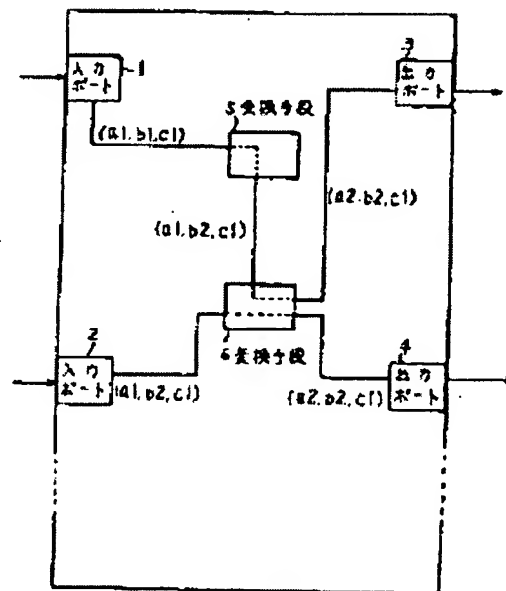 1
入力
ポート
3
出力
ポート
5変換手段
(a1, b1, c1)
(a2, b2, c1)
(a1, b2, c1)
6変換手段
2
入力
ポート
(a1, b2, c1)
4
出力
ポート
(a2, b2, c1)